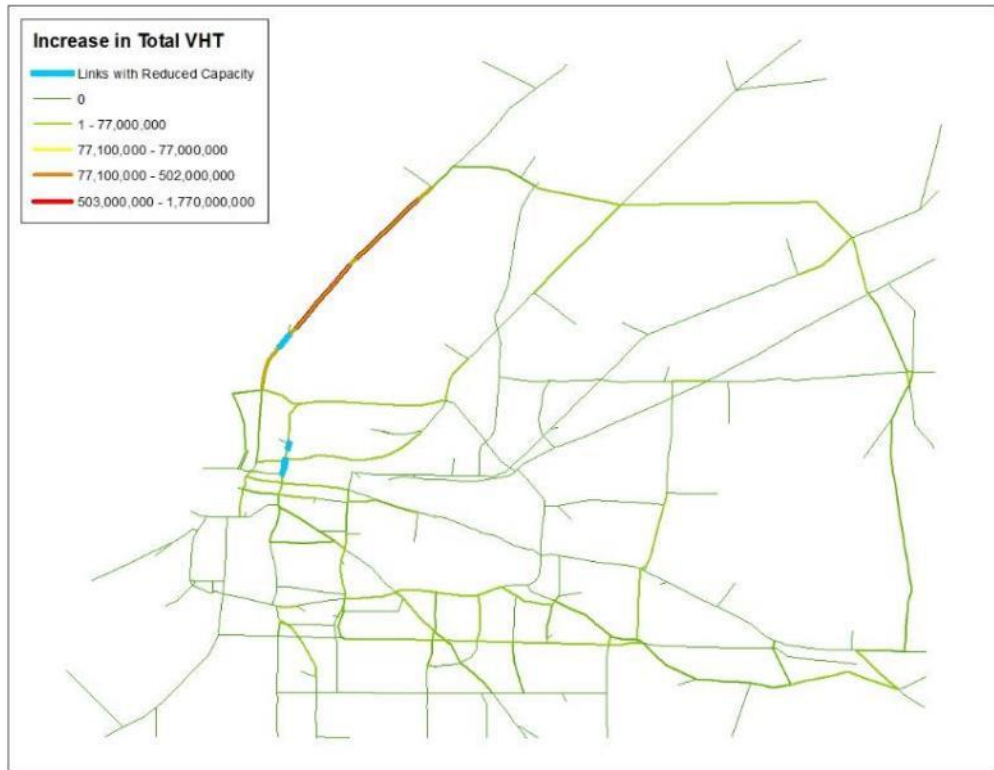 Increase in Total VHT
Links with Reduced Capacity
0
1 - 77,000,000
77,100,000 - 77,000,000
77,100,000 - 502,000,000
503,000,000 - 1,770,000,000